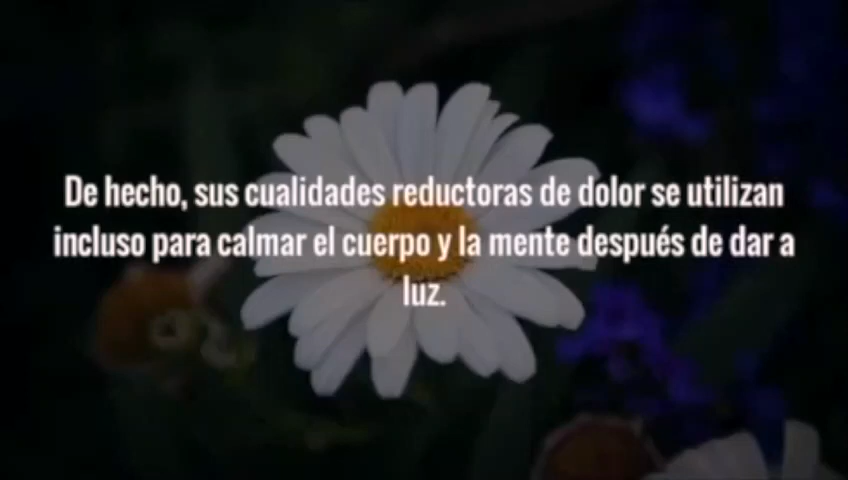 De hecho, sus cualidades reductoras de dolor se utilizan
incluso para calmar el cuerpo y la mente después de dar a
luz.